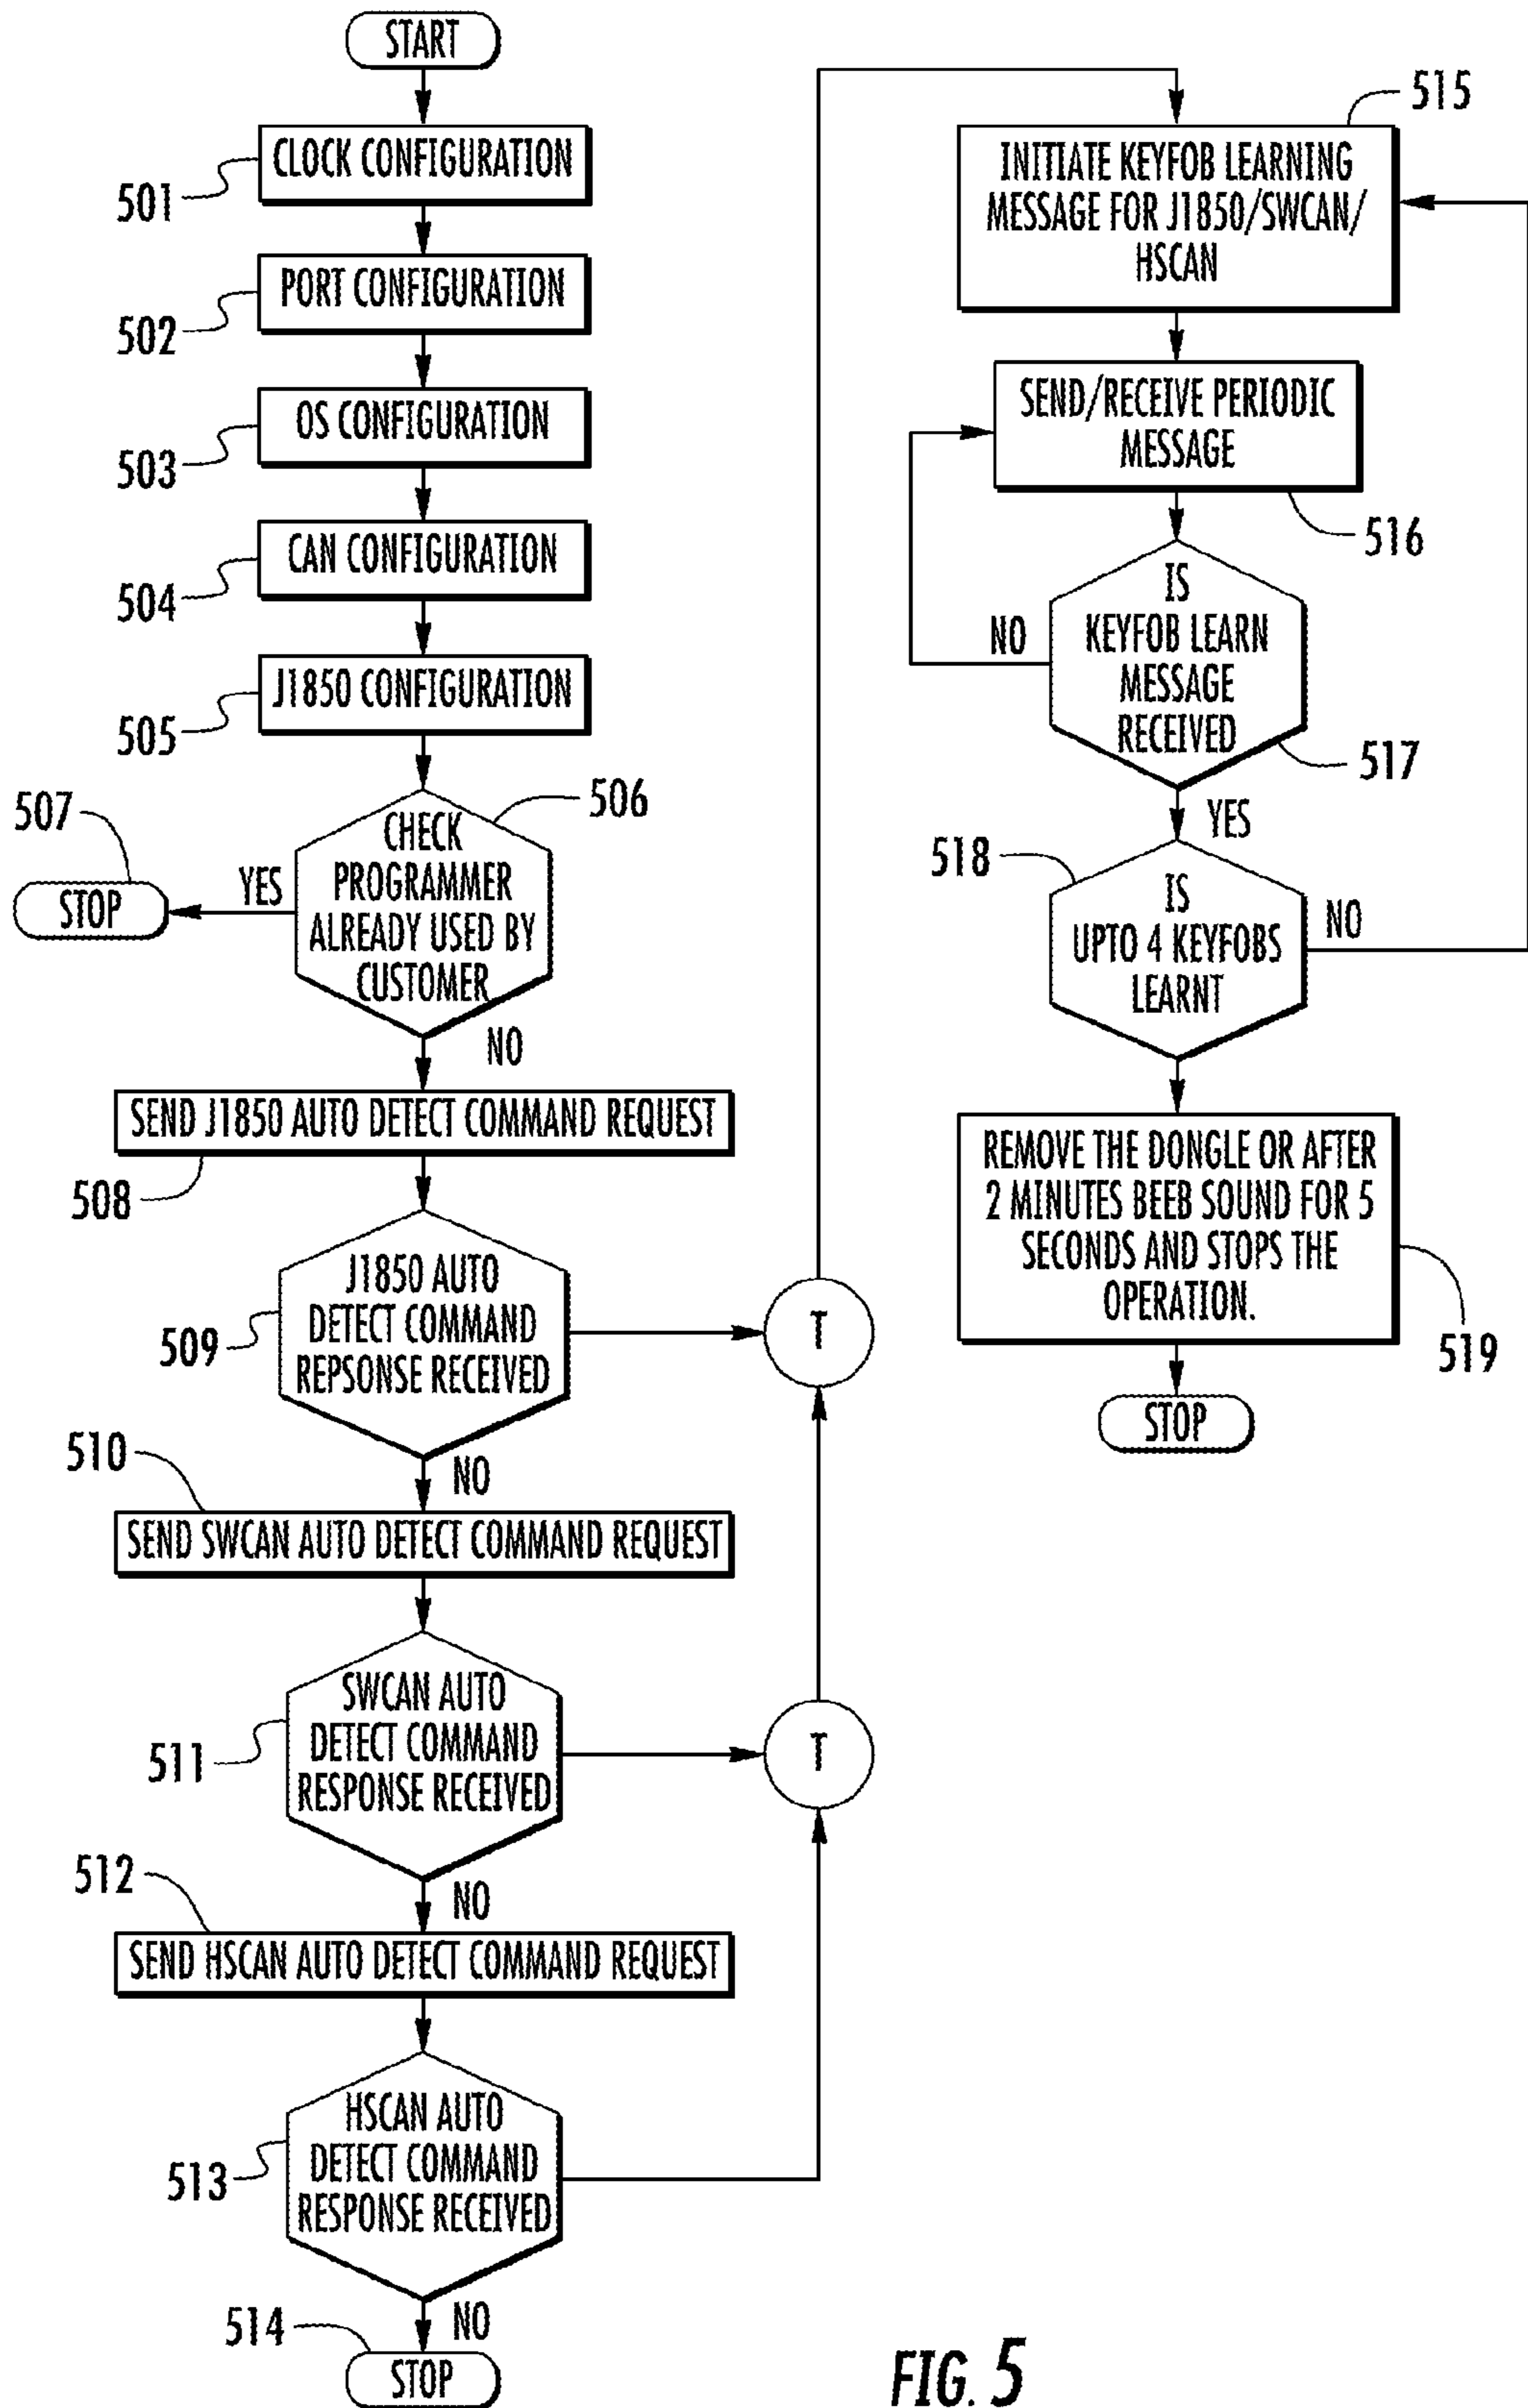 START
CLOCK CONFIGURATION
501
PORT CONFIGURATION
502
OS CONFIGURATION
503
CAN CONFIGURATION
504
J1850 CONFIGURATION
505
506
507
CHECK
PROGRAMMER
ALREADY USED BY
CUSTOMER
YES
STOP
NO
SEND J1850 AUTO DETECT COMMAND REQUEST
508
J1850 AUTO
DETECT COMMAND
REPSONSE RECEIVED
509
T
NO
510
SEND SWCAN AUTO DETECT COMMAND REQUEST
SWCAN AUTO
DETECT COMMAND
RESPONSE RECEIVED
511
T
NO
512
SEND HSCAN AUTO DETECT COMMAND REQUEST
HSCAN AUTO
DETECT COMMAND
RESPONSE RECEIVED
513
NO
514
STOP
515
INITIATE KEYFOB LEARNING
MESSAGE FOR J1850/SWCAN/
HSCAN
SEND/RECEIVE PERIODIC
MESSAGE
516
IS
KEYFOB LEARN
MESSAGE
RECEIVED
NO
517
YES
518
IS
UPTO 4 KEYFOBS
LEARNT
NO
REMOVE THE DONGLE OR AFTER
2 MINUTES BEEB SOUND FOR 5
SECONDS AND STOPS THE
OPERATION.
519
STOP
FIG. 5